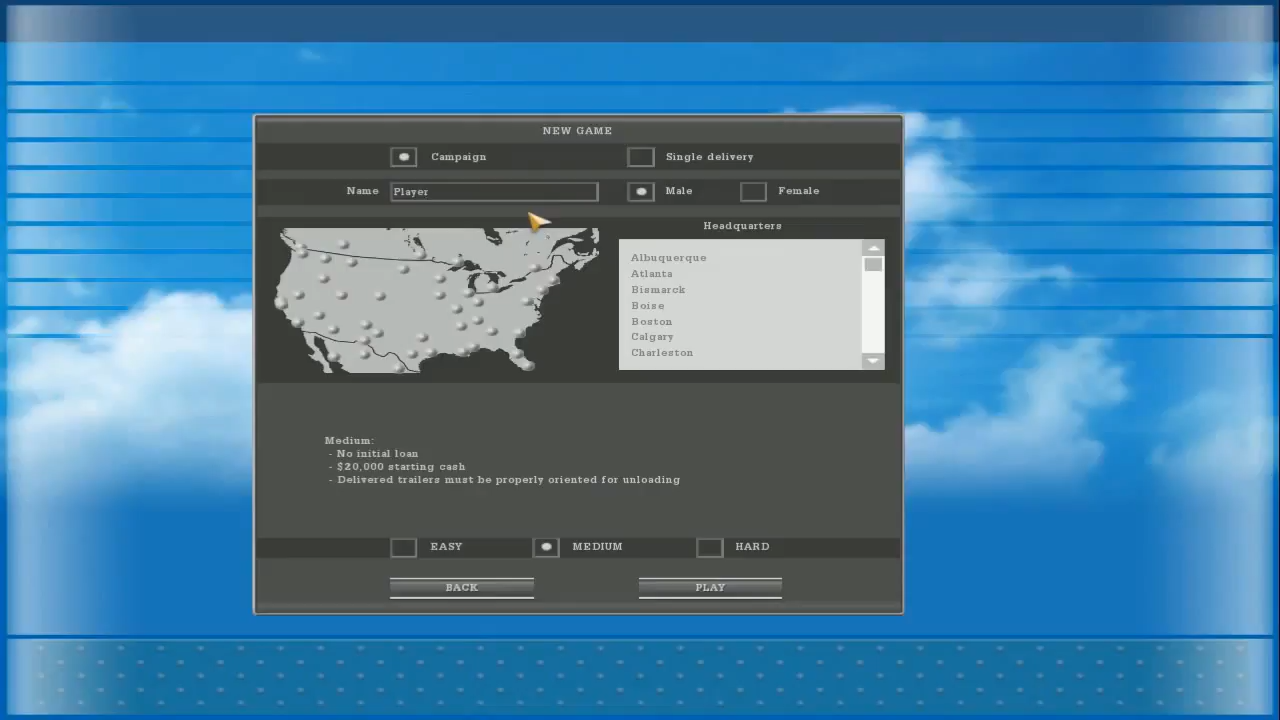 NEW GAME
Campaign
Single delivery
Name
Player
Male
Female
Headquarters
Albuquerque
Atlanta
Bismarck
Boise
Boston
Calgary
Charleston
Medium:
- No initial loan
- $20,000 starting cash
- Delivered trailers must be properly oriented for unloading
EASY
MEDIUM
HARD
BACK
PLAY